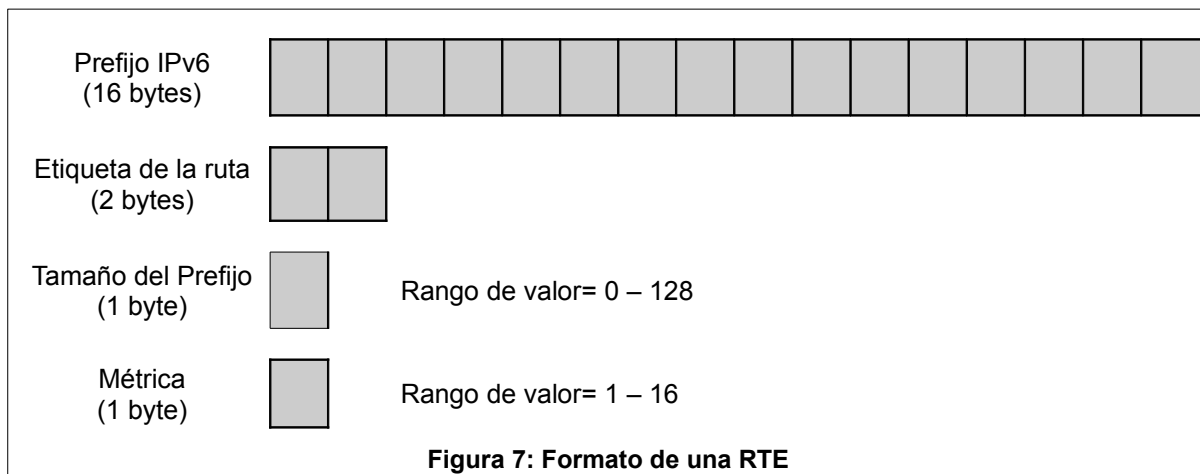 Prefijo IPv6
(16 bytes)
Etiqueta de la ruta
(2 bytes)
Tamaño del Prefijo
(1 byte)
Rango de valor= 0 – 128
Métrica
(1 byte)
Rango de valor= 1 – 16
Figura 7: Formato de una RTE